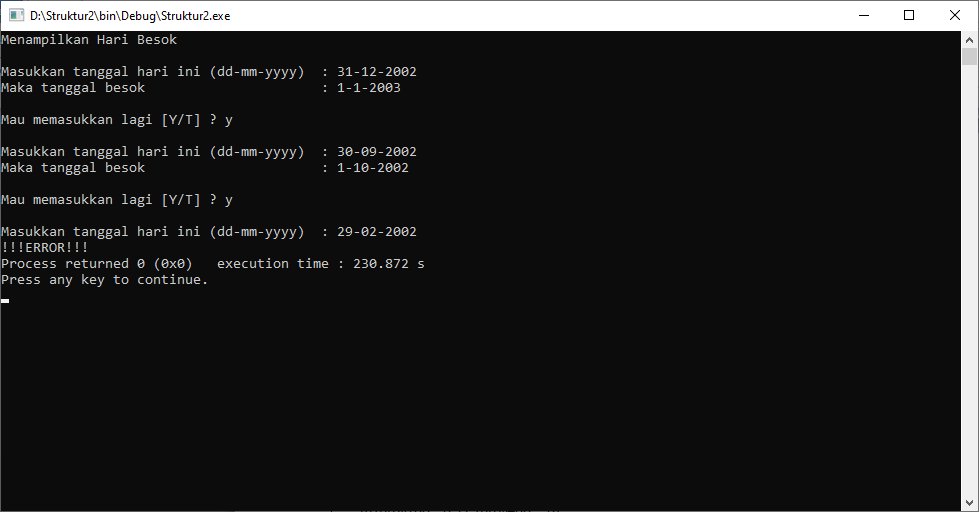 D:\Struktur2\bin\Debug\Struktur2.exe
Menampilkan Hari Besok
Masukkan tanggal hari ini (dd-mm-yyyy)  : 31-12-2002
Maka tanggal besok                      : 1-1-2003
Mau memasukkan lagi [Y/T] ? y
Masukkan tanggal hari ini (dd-mm-yyyy)  : 30-09-2002
Maka tanggal besok                      : 1-10-2002
Mau memasukkan lagi [Y/T] ? y
Masukkan tanggal hari ini (dd-mm-yyyy)  : 29-02-2002
!!!ERROR!!!
Process returned 0 (0x0)   execution time : 230.872 s
Press any key to continue.